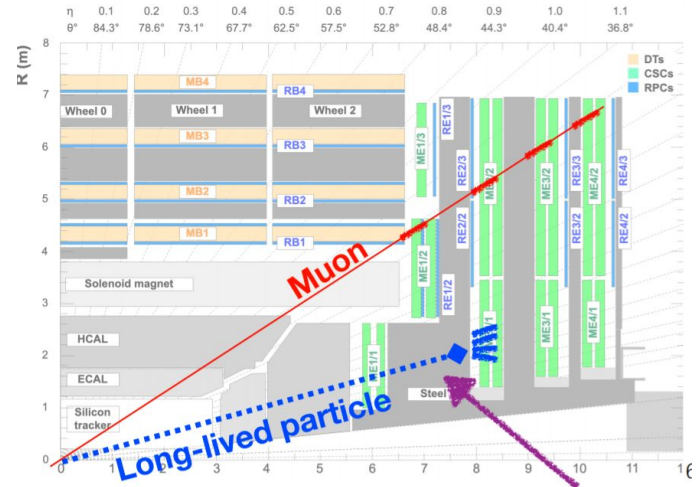 η 0.1 0.2 0.3 0.4 0.5 0.6 0.7 0.8 0.9 1.0 1.1
θ° 84.3° 78.6° 73.1° 67.7° 62.5° 57.5° 52.8° 48.4° 44.3° 40.4° 36.8°
R (m)
8
7
6
5
4
3
2
1
0
DTs
CSCs
RPCs
MB4
RB4
Wheel 0 Wheel 1 Wheel 2
MB3
RB3
MB2
RB2
MB1
RB1
Solenoid magnet
HCAL
ECAL
Silicon
tracker
Steel
Muon
Long-lived particle
ME1/3
RE1/3
RE2/3
ME3/2
RE3/3
ME4/2
RE4/3
ME1/2
RE1/2
RE2/2
RE3/2
RE4/2
ME1/1
ME3/1
ME4/1
0 1 2 3 4 5 6 7 8 9 10 11 12